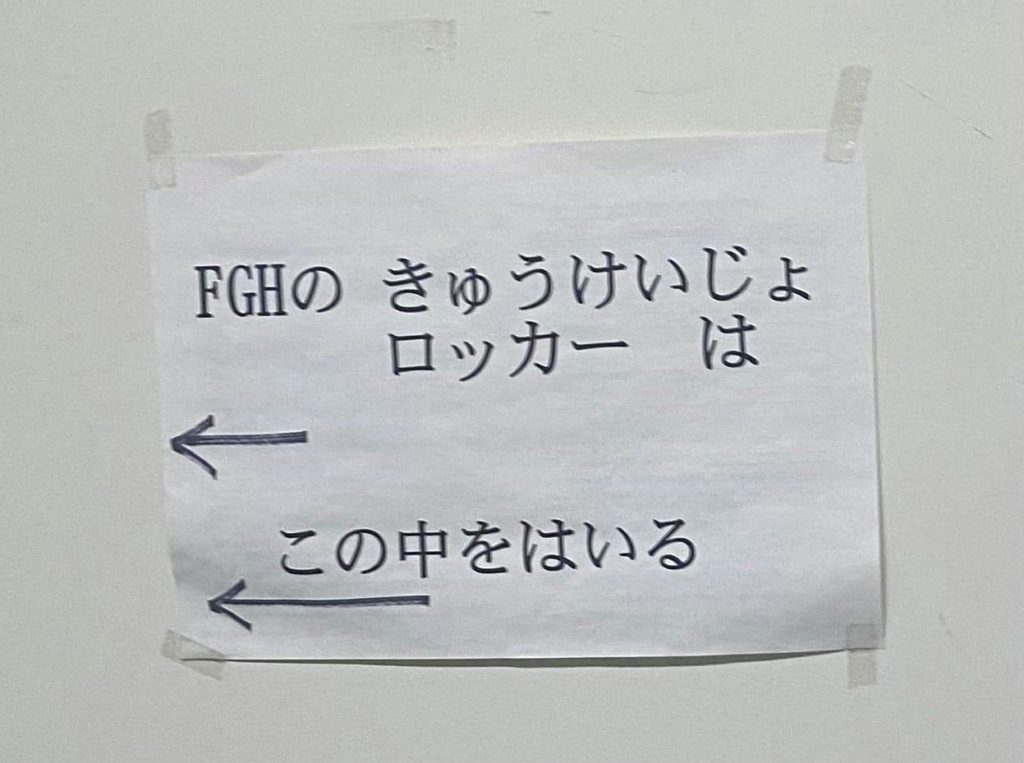 FGHの きゅうけいじょ
ロッカー　は
←
この中をはいる
←